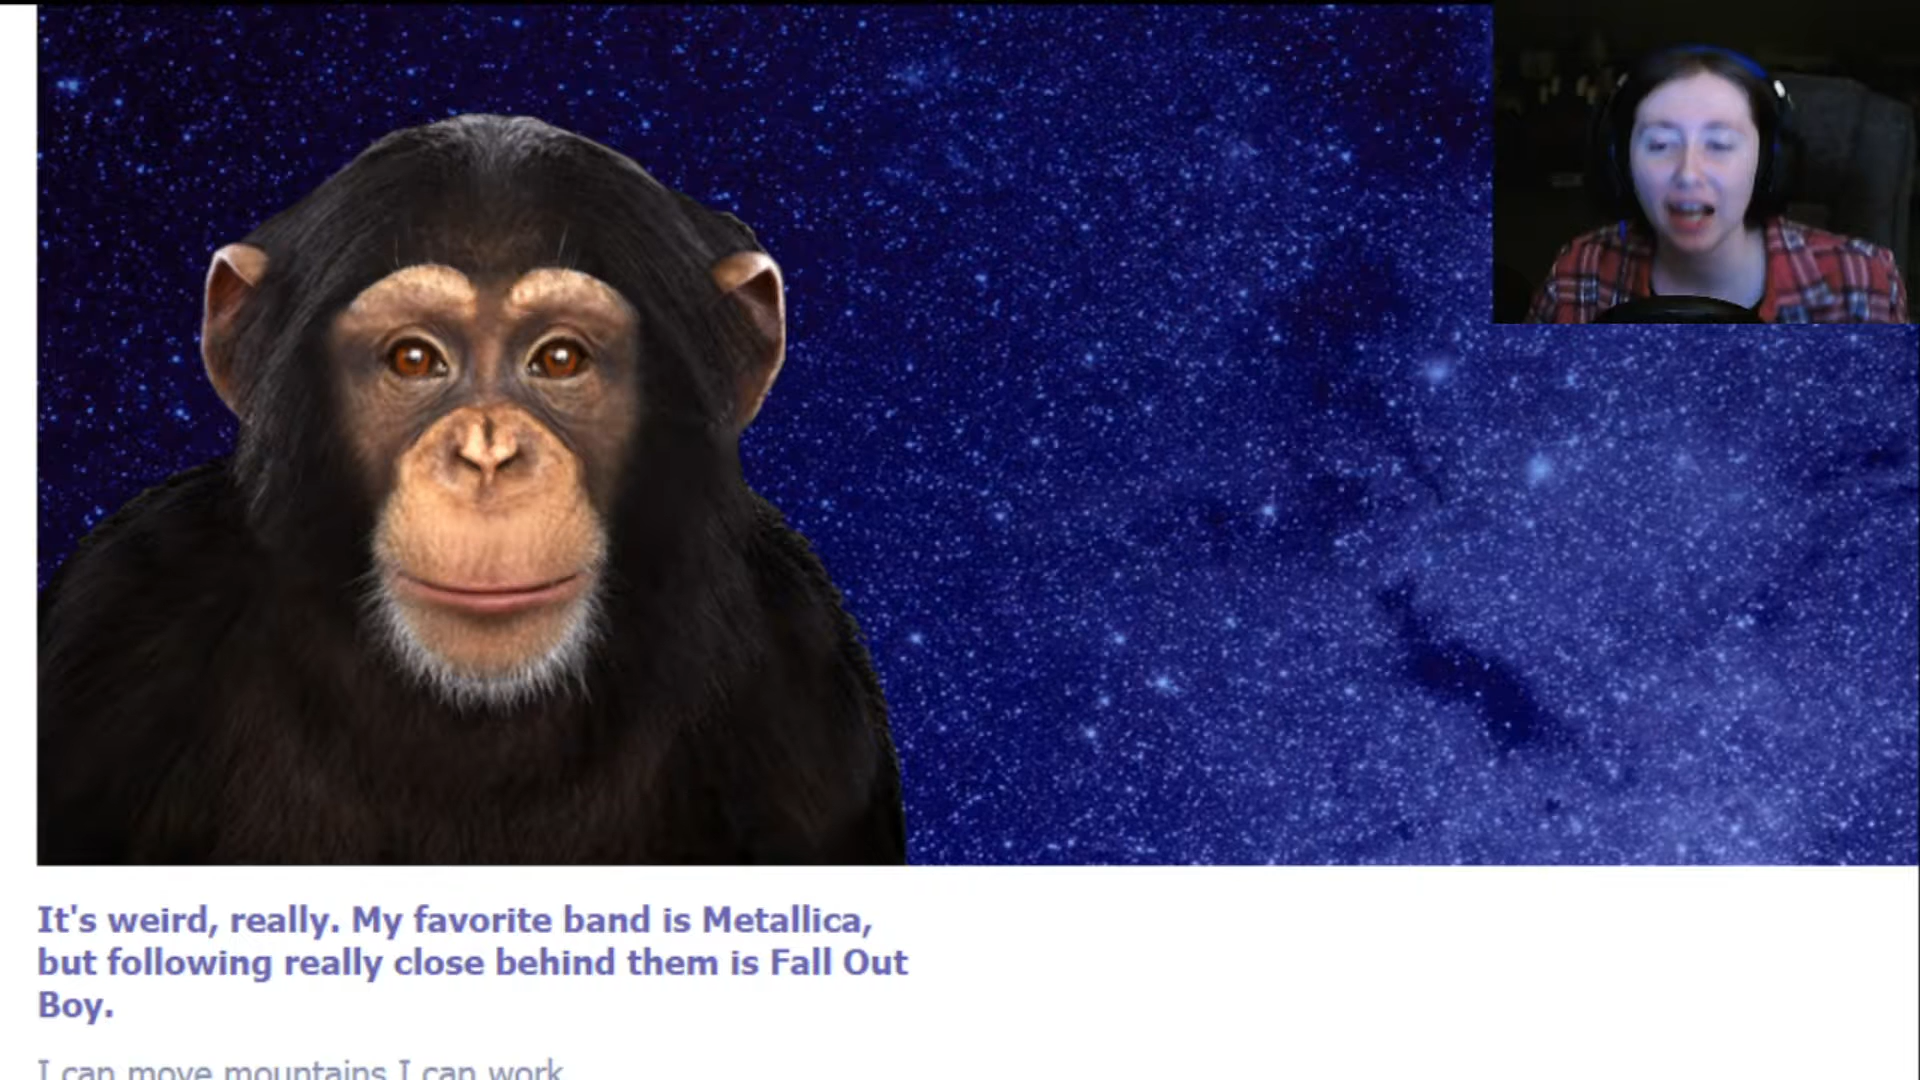 It's weird, really. My favorite band is Metallica,
but following really close behind them is Fall Out
Boy.
I can move mountains I can work